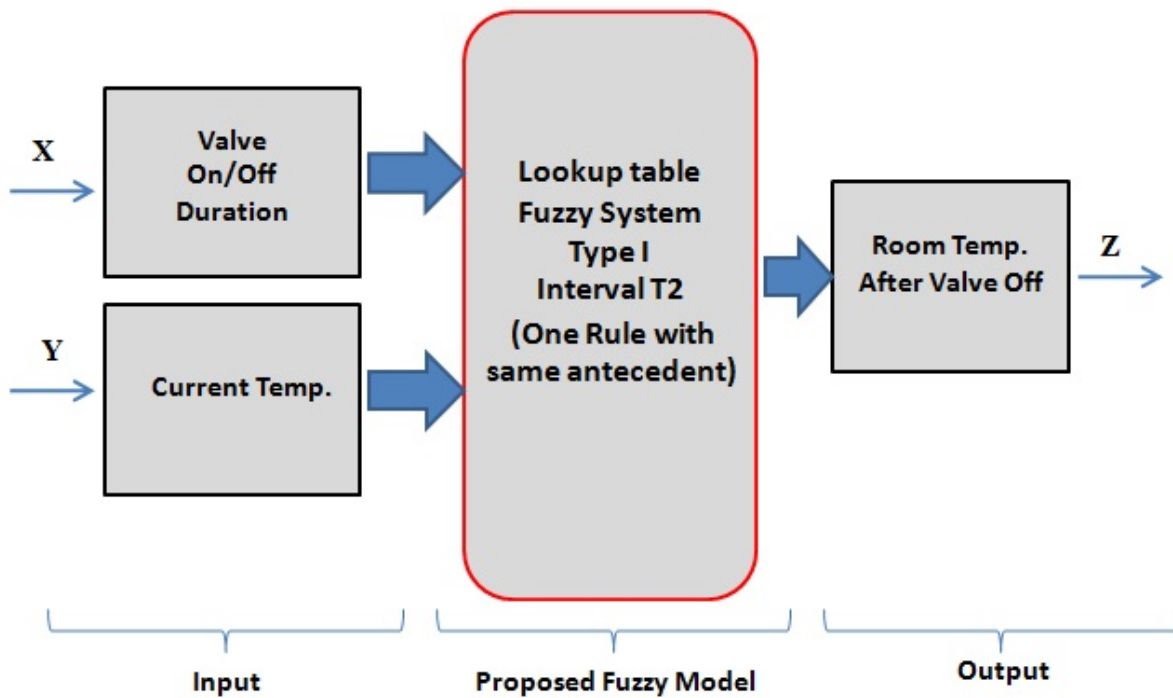 X
Valve
On/Off
Duration
Y
Current Temp.
Lookup table
Fuzzy System
Type I
Interval T2
(One Rule with
same antecedent)
Room Temp.
After Valve Off
Z
Input
Proposed Fuzzy Model
Output